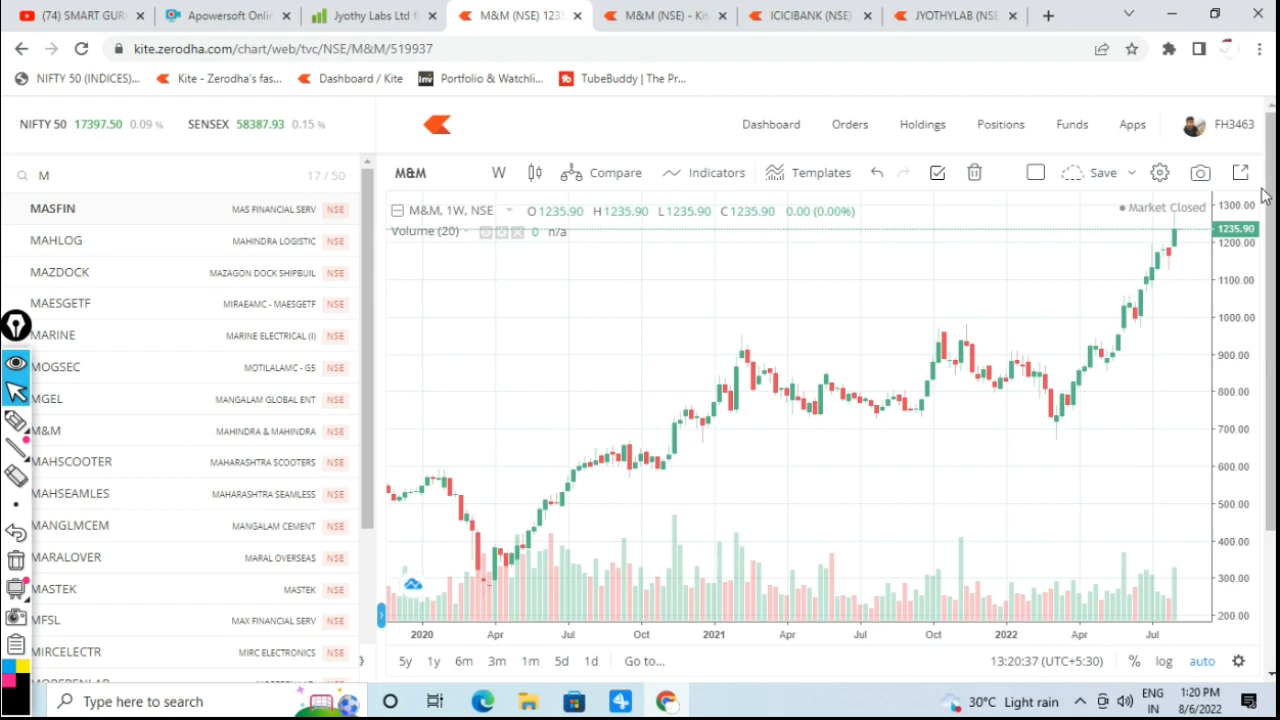 (74) SMART GUR
Apowersoft Onli
Jyothy Labs Ltd f
M&M (NSE) 123
M&M (NSE) - Kit
ICICIBANK (NSE)
JYOTHYLAB (NSE
kite.zerodha.com/chart/web/tvc/NSE/M&M/519937
NIFTY 50 (INDICES)...
Kite - Zerodha's fas...
Dashboard / Kite
Inv Portfolio & Watchli...
tb TubeBuddy | The Pr...
NIFTY 50 17397.50 0.09 % SENSEX 58387.93 0.15 %
Dashboard Orders Holdings Positions Funds Apps FH3463
M 17 / 50
M&M W Compare Indicators Templates Save
MASFIN MAS FINANCIAL SERV NSE
MAHLOG MAHINDRA LOGISTIC NSE
MAZDOCK MAZAGON DOCK SHIPBUIL NSE
MAESGETF MIRAEAMC - MAESGETF NSE
MARINE MARINE ELECTRICAL (I) NSE
MOGSEC MOTILALAMC - G5 NSE
MGEL MANGALAM GLOBAL ENT NSE
M&M MAHINDRA & MAHINDRA NSE
MAHSCOOTER MAHARASHTRA SCOOTERS NSE
MAHSEAMLES MAHARASHTRA SEAMLESS NSE
MANGLMCEM MANGALAM CEMENT NSE
MARALOVER MARAL OVERSEAS NSE
MASTEK MASTEK NSE
MFSL MAX FINANCIAL SERV NSE
MIRCELECTR MIRC ELECTRONICS NSE
M&M, 1W, NSE O 1235.90 H 1235.90 L 1235.90 C 1235.90 0.00 (0.00%)
Market Closed
Volume (20) 0 n/a
1300.00
1235.90
1200.00
1100.00
1000.00
900.00
800.00
700.00
600.00
500.00
400.00
300.00
200.00
2020 Apr Jul Oct 2021 Apr Jul Oct 2022 Apr Jul
5y 1y 6m 3m 1m 5d 1d Go to... 13:20:37 (UTC+5:30) % log auto
Type here to search
30°C Light rain
ENG
IN
1:20 PM
8/6/2022